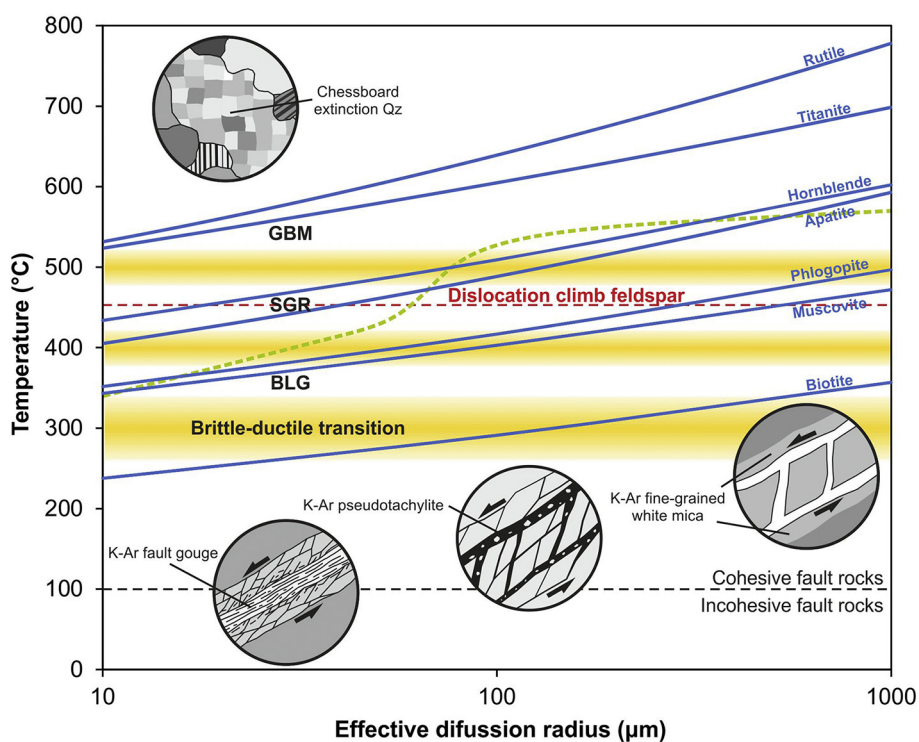 800
700
600
500
400
300
200
100
0
Temperature (°C)
10
100
1000
Effective difussion radius (µm)
Chessboard
extinction Qz
Rutile
Titanite
Hornblende
Apatite
GBM
Phlogopite
Dislocation climb feldspar
SGR
Muscovite
BLG
Biotite
Brittle-ductile transition
K-Ar pseudotachylite
K-Ar fine-grained
white mica
K-Ar fault gouge
Cohesive fault rocks
Incohesive fault rocks